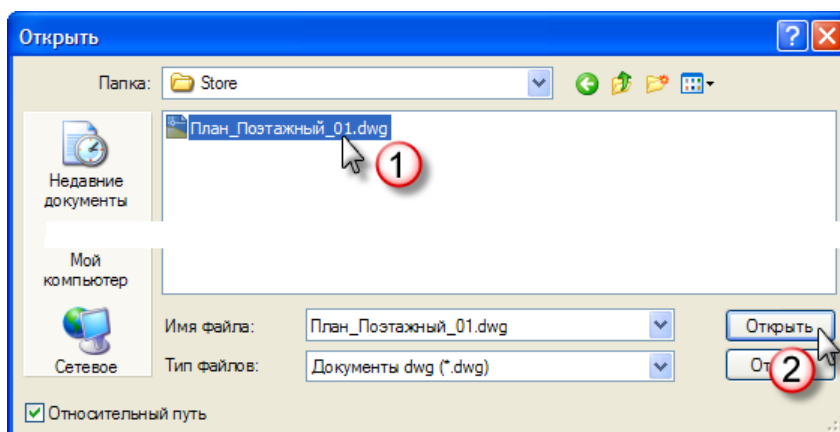 Открыть
Папка: Store
План_Поэтажный_01.dwg
1
Недавние
документы
Мой
компьютер
Сетевое
Имя файла: План_Поэтажный_01.dwg Открыть
Тип файлов: Документы dwg (*.dwg)
2
Относительный путь